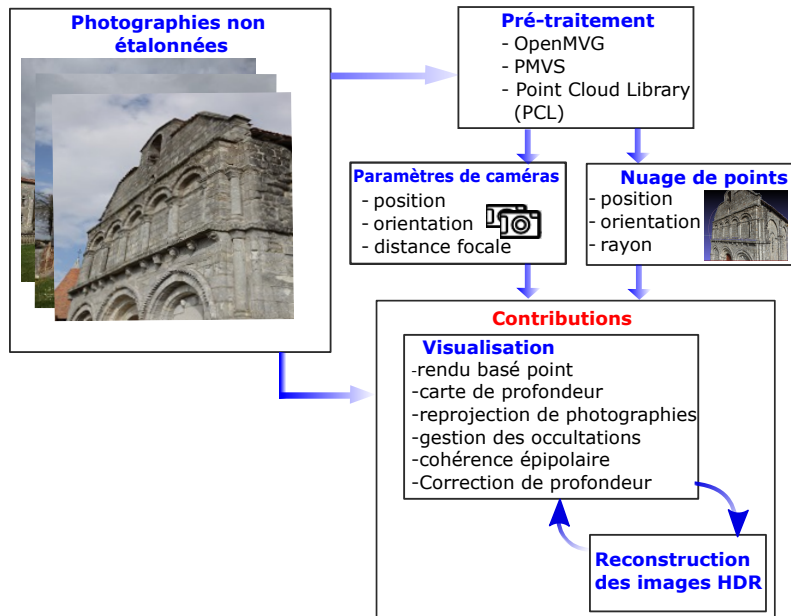 Photographies non
étalonnées
Pré-traitement
- OpenMVG
- PMVS
- Point Cloud Library
(PCL)
Paramètres de caméras
- position
- orientation
- distance focale
Nuage de points
- position
- orientation
- rayon
Contributions
Visualisation
-rendu basé point
-carte de profondeur
-reprojection de photographies
-gestion des occultations
-cohérence épipolaire
-Correction de profondeur
Reconstruction
des images HDR